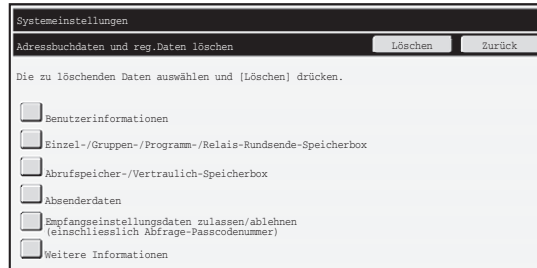 Systemeinstellungen
Adressbuchdaten und reg.Daten löschen Löschen Zurück
Die zu löschenden Daten auswählen und [Löschen] drücken.
Benutzerinformationen
Einzel-/Gruppen-/Programm-/Relais-Rundsende-Speicherbox
Abrufspeicher-/Vertraulich-Speicherbox
Absenderdaten
Empfangseinstellungsdaten zulassen/ablehnen
(einschliesslich Abfrage-Passcodenummer)
Weitere Informationen